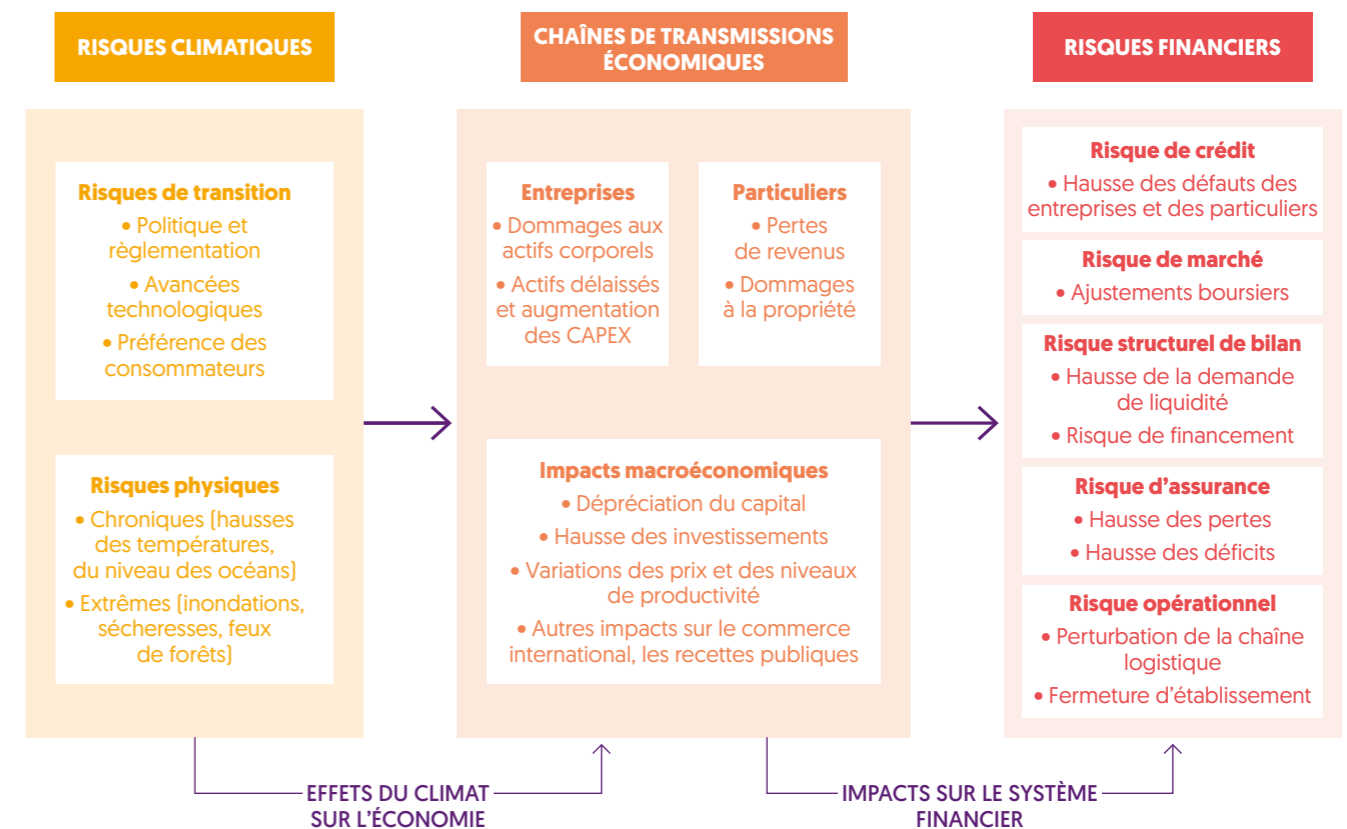 RISQUES CLIMATIQUES
Risques de transition
• Politique et
règlementation
• Avancées
technologiques
• Préférence des
consommateurs
Risques physiques
• Chroniques (hausses
des températures,
du niveau des océans)
• Extrêmes (inondations,
sécheresses, feux
de forêts)
CHAÎNES DE TRANSMISSIONS
ÉCONOMIQUES
Entreprises
• Dommages aux
actifs corporels
• Actifs délaissés
et augmentation
des CAPEX
Particuliers
• Pertes
de revenus
• Dommages
à la propriété
Impacts macroéconomiques
• Dépréciation du capital
• Hausse des investissements
• Variations des prix et des niveaux
de productivité
• Autres impacts sur le commerce
international, les recettes publiques
RISQUES FINANCIERS
Risque de crédit
• Hausse des défauts des
entreprises et des particuliers
Risque de marché
• Ajustements boursiers
Risque structurel de bilan
• Hausse de la demande
de liquidité
• Risque de financement
Risque d’assurance
• Hausse des pertes
• Hausse des déficits
Risque opérationnel
• Perturbation de la chaîne
logistique
• Fermeture d’établissement
EFFETS DU CLIMAT
SUR L’ÉCONOMIE
IMPACTS SUR LE SYSTÈME
FINANCIER